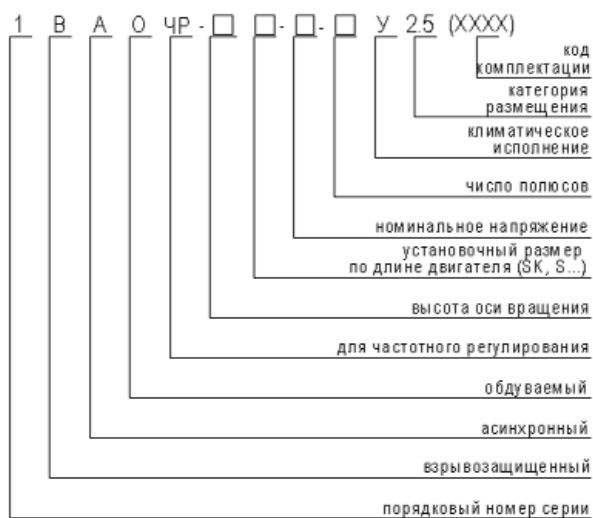 1 В А О ЧР - - - У 2.5 (XXXX)
код
комплектации
категория
размещения
климатическое
исполнение
число полюсов
номинальное напряжение
установочный размер
по длине двигателя (SK, S...)
высота оси вращения
для частотного регулирования
обдуваемый
асинхронный
взрывозащищенный
порядковый номер серии